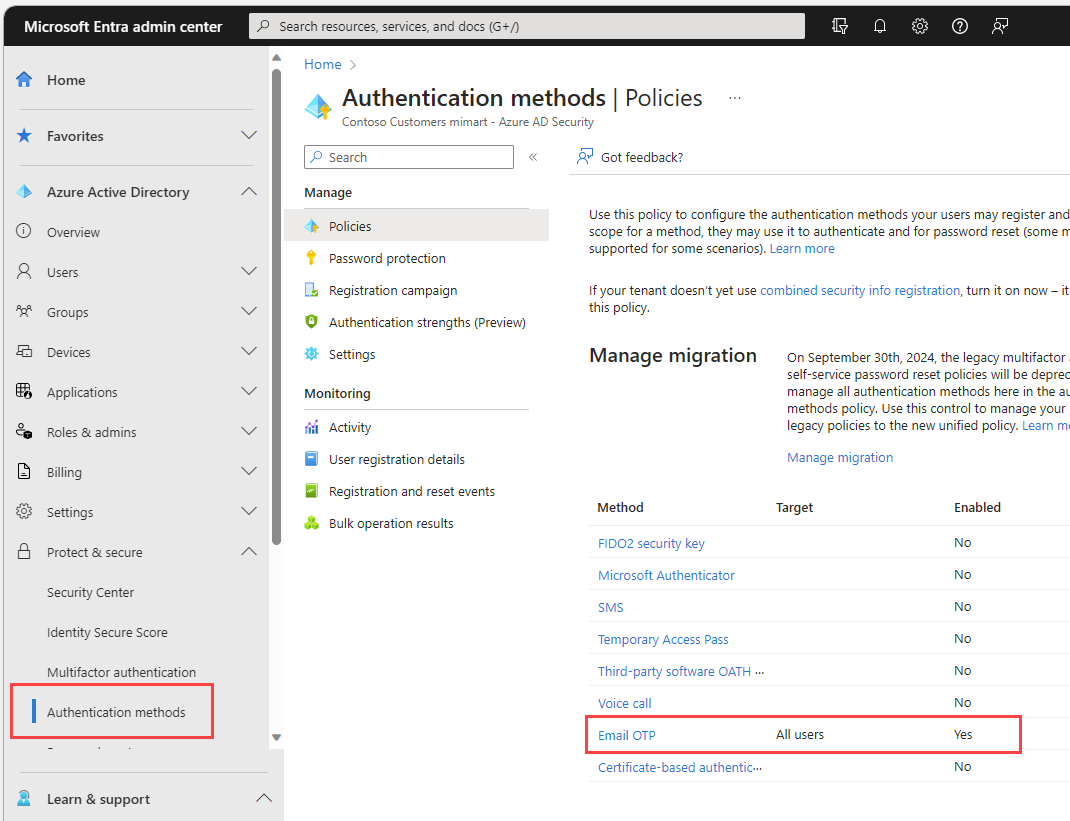 Microsoft Entra admin center
Search resources, services, and docs (G+/)
Home
Favorites
Azure Active Directory
Overview
Users
Groups
Devices
Applications
Roles & admins
Billing
Settings
Protect & secure
Security Center
Identity Secure Score
Multifactor authentication
Authentication methods
Learn & support
Home
Authentication methods | Policies ...
Contoso Customers mimart - Azure AD Security
Search
Manage
Policies
Password protection
Registration campaign
Authentication strengths (Preview)
Settings
Monitoring
Activity
User registration details
Registration and reset events
Bulk operation results
Got feedback?
Use this policy to configure the authentication methods your users may register and
scope for a method, they may use it to authenticate and for password reset (some m
supported for some scenarios). Learn more
If your tenant doesn't yet use combined security info registration, turn it on now – it
this policy.
Manage migration
On September 30th, 2024, the legacy multifactor
self-service password reset policies will be deprec
manage all authentication methods here in the au
methods policy. Use this control to manage your
legacy policies to the new unified policy. Learn mo
Manage migration
Method Target Enabled
FIDO2 security key No
Microsoft Authenticator No
SMS No
Temporary Access Pass No
Third-party software OATH ... No
Voice call No
Email OTP All users Yes
Certificate-based authentic... No